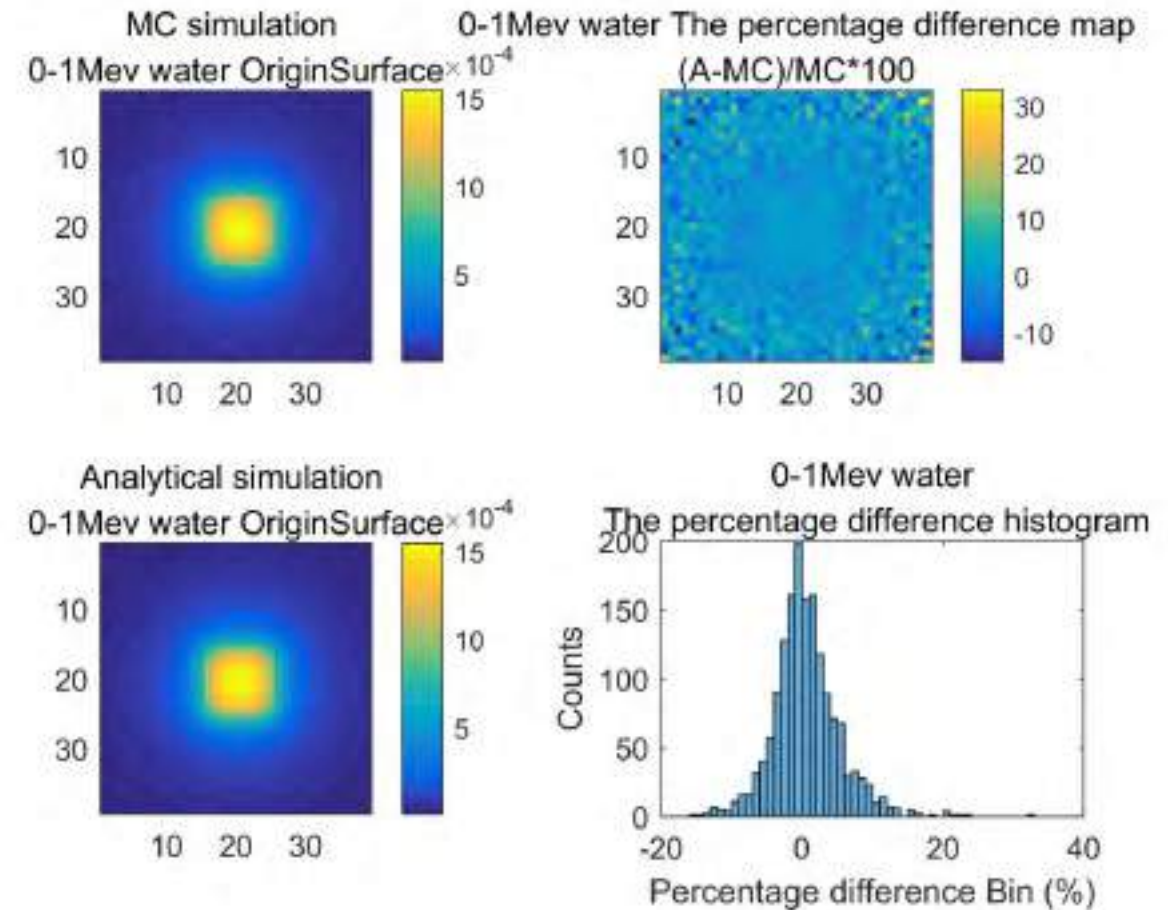 MC simulation
0-1Mev water OriginSurface
×10-4
15
10
5
10
20
30
10 20 30
0-1Mev water The percentage difference map
(A-MC)/MC*100
30
20
10
0
-10
10
20
30
10 20 30
Analytical simulation
0-1Mev water OriginSurface
×10-4
15
10
5
10
20
30
10 20 30
0-1Mev water
The percentage difference histogram
200
150
100
50
0
Counts
-20 0 20 40
Percentage difference Bin (%)